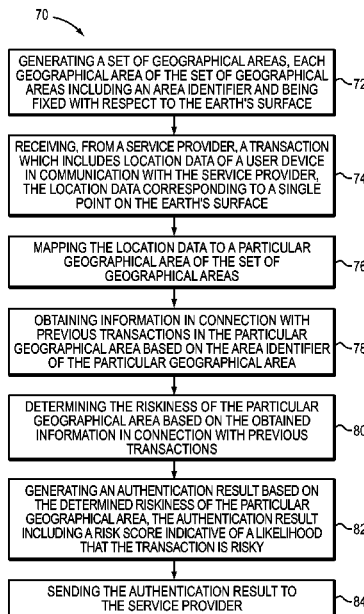 70
GENERATING A SET OF GEOGRAPHICAL AREAS, EACH
GEOGRAPHICAL AREA OF THE SET OF GEOGRAPHICAL
AREAS INCLUDING AN AREA IDENTIFIER AND BEING
FIXED WITH RESPECT TO THE EARTH'S SURFACE
72
RECEIVING, FROM A SERVICE PROVIDER, A TRANSACTION
WHICH INCLUDES LOCATION DATA OF A USER DEVICE
IN COMMUNICATION WITH THE SERVICE PROVIDER,
THE LOCATION DATA CORRESPONDING TO A SINGLE
POINT ON THE EARTH'S SURFACE
74
MAPPING THE LOCATION DATA TO A PARTICULAR
GEOGRAPHICAL AREA OF THE SET OF
GEOGRAPHICAL AREAS
76
OBTAINING INFORMATION IN CONNECTION WITH
PREVIOUS TRANSACTIONS IN THE PARTICULAR
GEOGRAPHICAL AREA BASED ON THE AREA IDENTIFIER
OF THE PARTICULAR GEOGRAPHICAL AREA
78
DETERMINING THE RISKINESS OF THE PARTICULAR
GEOGRAPHICAL AREA BASED ON THE OBTAINED
INFORMATION IN CONNECTION WITH PREVIOUS
TRANSACTIONS
80
GENERATING AN AUTHENTICATION RESULT BASED ON
THE DETERMINED RISKINESS OF THE PARTICULAR
GEOGRAPHICAL AREA, THE AUTHENTICATION RESULT
INCLUDING A RISK SCORE INDICATIVE OF A LIKELIHOOD
THAT THE TRANSACTION IS RISKY
82
SENDING THE AUTHENTICATION RESULT TO
THE SERVICE PROVIDER
84